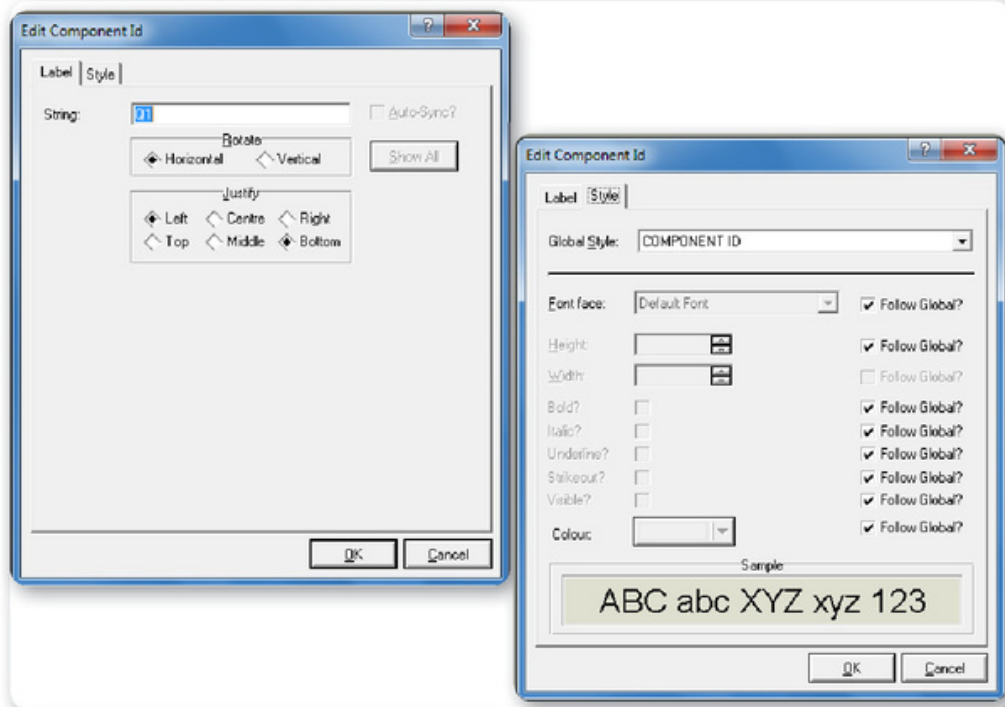 Edit Component Id
Label Style
String: Q1 Auto-Sync?
Rotate
Horizontal Vertical Show All
Justify
Left Centre Right
Top Middle Bottom
OK Cancel
Edit Component Id
Label Style
Global Style: COMPONENT ID
Font face: Default Font Follow Global?
Height: Follow Global?
Width: Follow Global?
Bold? Follow Global?
Italic? Follow Global?
Underline? Follow Global?
Strikeout? Follow Global?
Visible? Follow Global?
Colour: Follow Global?
Sample
ABC abc XYZ xyz 123
OK Cancel